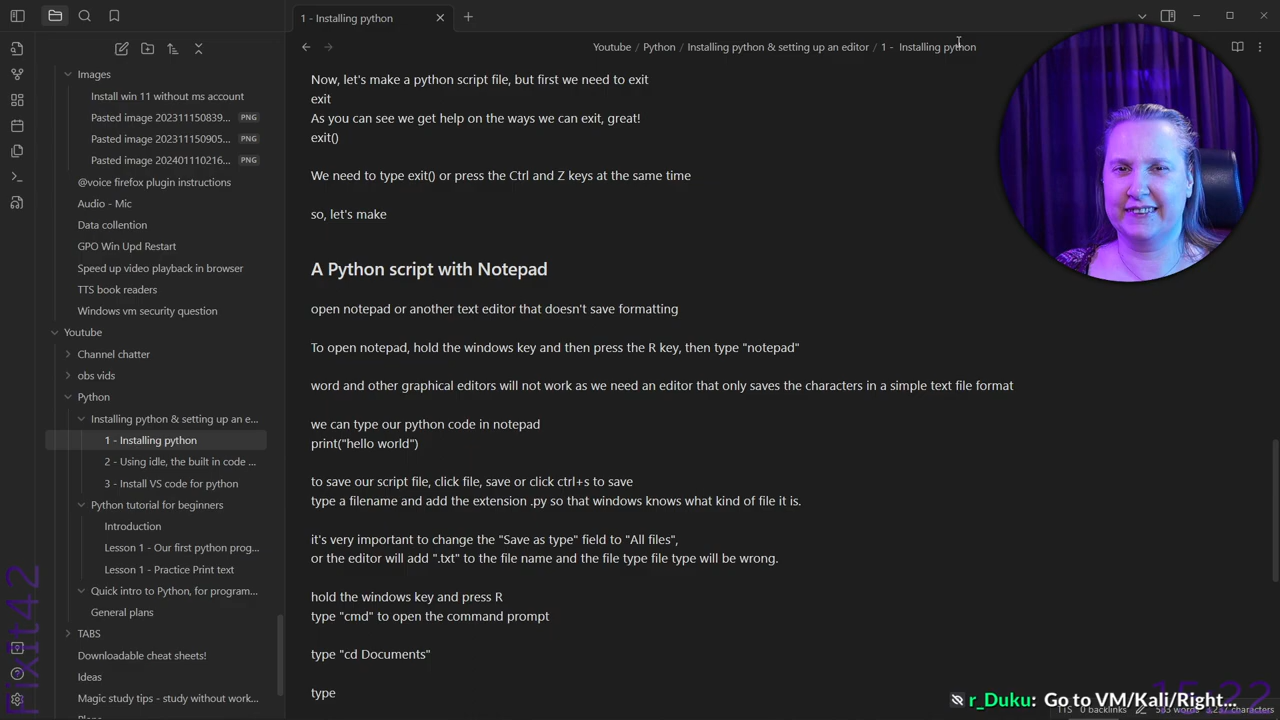 1 - Installing python
Youtube / Python / Installing python & setting up an editor / 1 - Installing python
Images
Install win 11 without ms account
Pasted image 202311150839... PNG
Pasted image 202311150905... PNG
Pasted image 202401110216... PNG
@voice firefox plugin instructions
Audio - Mic
Data collention
GPO Win Upd Restart
Speed up video playback in browser
TTS book readers
Windows vm security question
Youtube
Channel chatter
obs vids
Python
Installing python & setting up an e...
1 - Installing python
2 - Using idle, the built in code ...
3 - Install VS code for python
Python tutorial for beginners
Introduction
Lesson 1 - Our first python prog...
Lesson 1 - Practice Print text
Quick intro to Python, for program...
General plans
TABS
Downloadable cheat sheets!
Ideas
Magic study tips - study without work...
Fixit42
Now, let's make a python script file, but first we need to exit
exit
As you can see we get help on the ways we can exit, great!
exit()
We need to type exit() or press the Ctrl and Z keys at the same time
so, let's make
A Python script with Notepad
open notepad or another text editor that doesn't save formatting
To open notepad, hold the windows key and then press the R key, then type "notepad"
word and other graphical editors will not work as we need an editor that only saves the characters in a simple text file format
we can type our python code in notepad
print("hello world")
to save our script file, click file, save or click ctrl+s to save
type a filename and add the extension .py so that windows knows what kind of file it is.
it's very important to change the "Save as type" field to "All files",
or the editor will add ".txt" to the file name and the file type file type will be wrong.
hold the windows key and press R
type "cmd" to open the command prompt
type "cd Documents"
type
r_Duku: Go to VM/Kali/Right...
15:22
TTS 0 backlinks 583 words characters